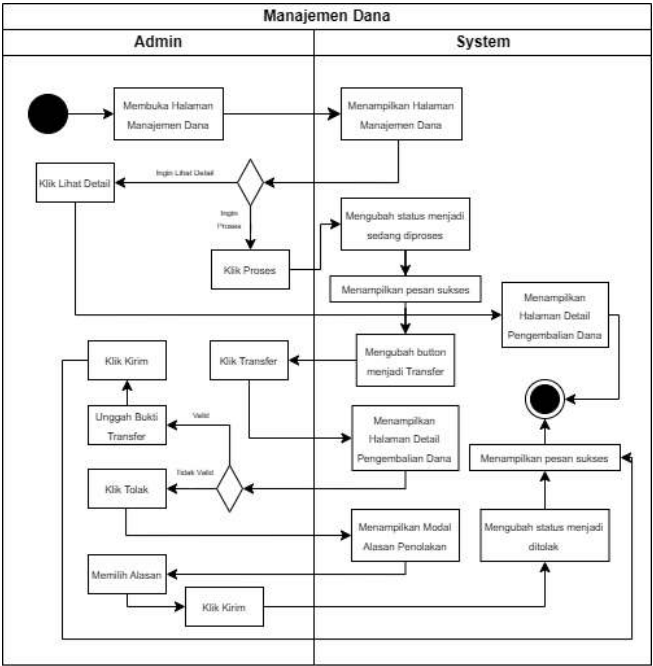 Manajemen Dana
Admin
System
Membuka Halaman
Manajemen Dana
Menampilkan Halaman
Manajemen Dana
Ingin Lihat Detail
Klik Lihat Detail
Ingin
Proses
Mengubah status menjadi
sedang diproses
Klik Proses
Menampilkan pesan sukses
Menampilkan
Halaman Detail
Pengembalian Dana
Klik Kirim
Klik Transfer
Mengubah button
menjadi Transfer
Unggah Bukti
Transfer
Valid
Menampilkan
Halaman Detail
Pengembalian Dana
Menampilkan pesan sukses
Tidak Valid
Klik Tolak
Menampilkan Modal
Alasan Penolakan
Mengubah status menjadi
ditolak
Memilih Alasan
Klik Kirim